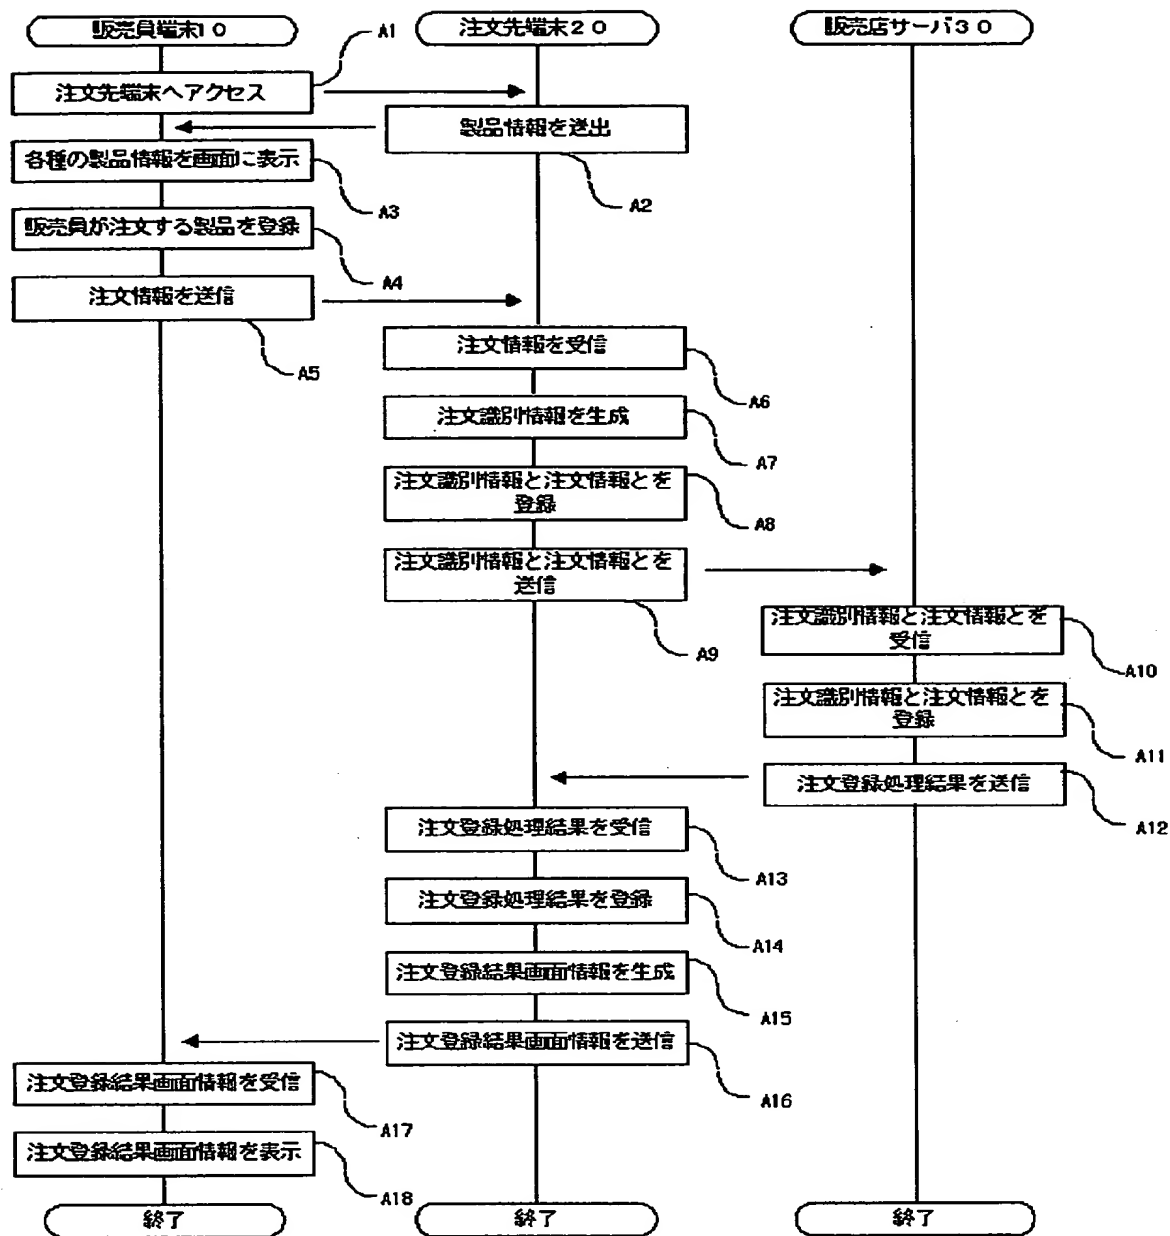 販売員端末10
注文先端末20
販売店サーバ30
A1
注文先端末へアクセス
製品情報を送出
A2
各種の製品情報を画面に表示
A3
販売員が注文する製品を登録
A4
注文情報を送信
A5
注文情報を受信
A6
注文識別情報を生成
A7
注文識別情報と注文情報とを
登録
A8
注文識別情報と注文情報とを
送信
A9
注文識別情報と注文情報とを
受信
A10
注文識別情報と注文情報とを
登録
A11
注文登録処理結果を送信
A12
注文登録処理結果を受信
A13
注文登録処理結果を登録
A14
注文登録結果画面情報を生成
A15
注文登録結果画面情報を送信
A16
注文登録結果画面情報を受信
A17
注文登録結果画面情報を表示
A18
終了
終了
終了